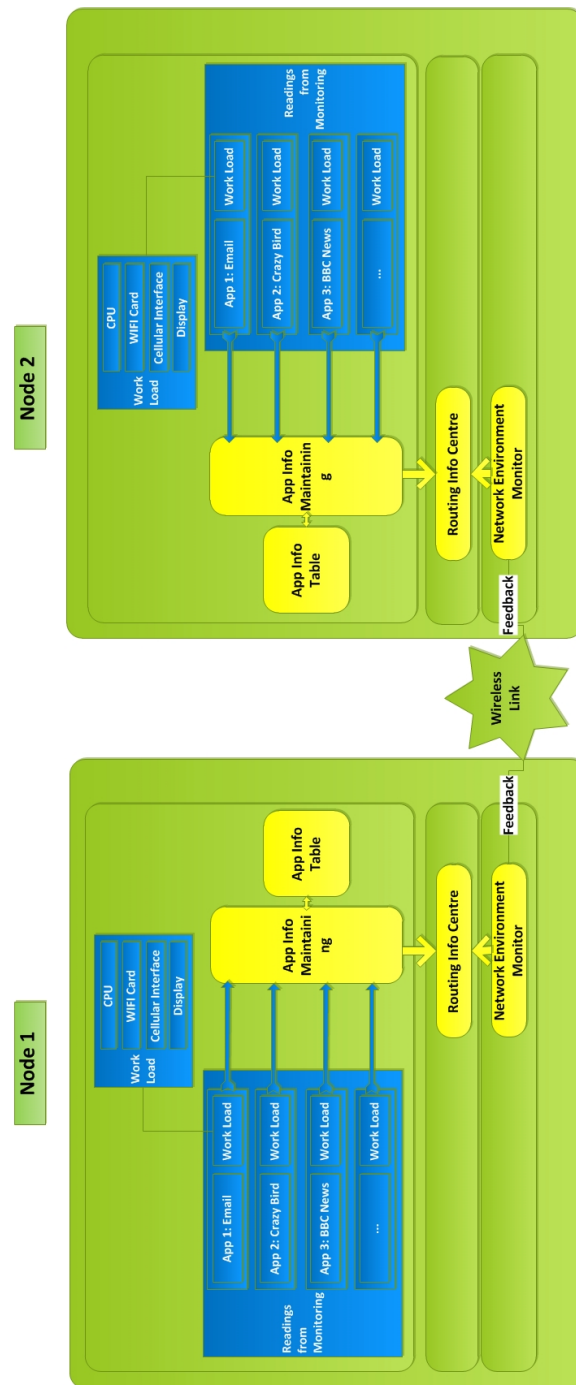 Node 1
Work
Load
CPU
WIFI Card
Cellular Interface
Display
Readings
from
Monitoring
App 1: Email
Work Load
App 2: Crazy Bird
Work Load
App 3: BBC News
Work Load
...
Work Load
App Info
Maintaini
ng
App Info
Table
Routing Info Centre
Network Environment
Monitor
Feedback
Wireless
Link
Node 2
Work
Load
CPU
WIFI Card
Cellular Interface
Display
App Info
Table
App Info
Maintainin
g
App 1: Email
Work Load
App 2: Crazy Bird
Work Load
App 3: BBC News
Work Load
...
Work Load
Readings
from
Monitoring
Routing Info Centre
Network Environment
Monitor
Feedback